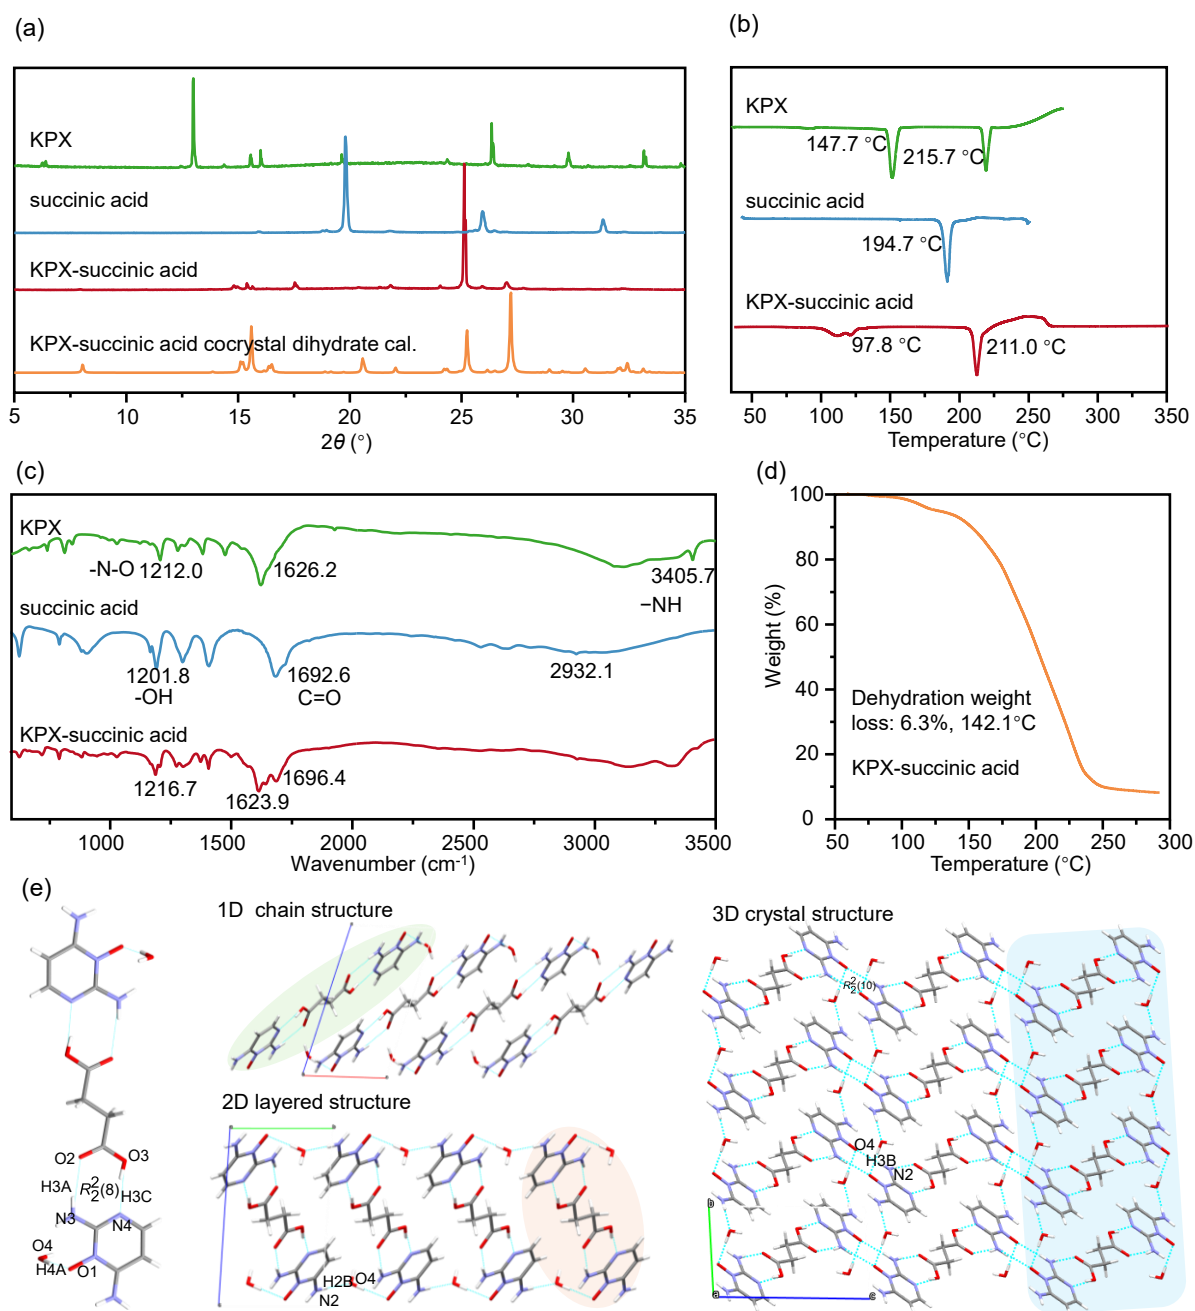 (a)
KPX
succinic acid
KPX-succinic acid
KPX-succinic acid cocrystal dihydrate cal.
5 10 15 20 25 30 35
2θ (°)
(b)
KPX
147.7 °C 215.7 °C
succinic acid
194.7 °C
KPX-succinic acid
97.8 °C 211.0 °C
50 100 150 200 250 300 350
Temperature (°C)
(c)
KPX
-N-O 1212.0 1626.2 3405.7
−NH
succinic acid
1201.8 1692.6 2932.1
-OH C=O
KPX-succinic acid
1216.7 1696.4
1623.9
1000 1500 2000 2500 3000 3500
Wavenumber (cm⁻¹)
(d)
100
80
60
40
20
0
Weight (%)
Dehydration weight
loss: 6.3%, 142.1°C
KPX-succinic acid
50 100 150 200 250 300
Temperature (°C)
(e)
O2 O3
H3A R²₂(8) H3C
N3 N4
O4
H4A O1
1D chain structure
2D layered structure
H2B O4
N2
3D crystal structure
R²₂(10)
O4
H3B
N2
b
a c